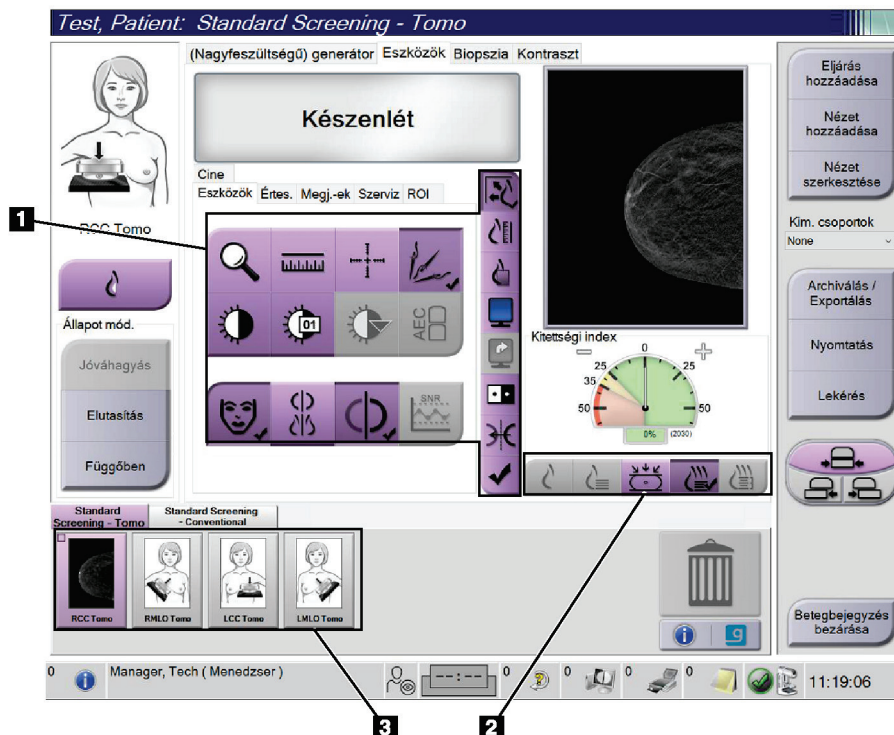 Test, Patient: Standard Screening - Tomo
(Nagyfeszültségű) generátor Eszközök Biopszia Kontraszt
Készenlét
Cine
Eszközök Értes. Megj.-ek Szerviz ROI
1
RCC Tomo
01
AEC
SNR
Állapot mód.
Jóváhagyás
Elutasítás
Függőben
Kitettségi index
0
25 25
35
50 50
0% (2030)
Eljárás
hozzáadása
Nézet
hozzáadása
Nézet
szerkesztése
Kim. csoportok
None
Archiválás /
Exportálás
Nyomtatás
Lekérés
Standard
Screening - Tomo
Standard Screening
- Conventional
RCC Tomo
RMLO Tomo
LCC Tomo
LMLO Tomo
g
Betegbejegyzés
bezárása
0 Manager, Tech ( Menedzser ) --:-- 0 0 0 0 11:19:06
3 2